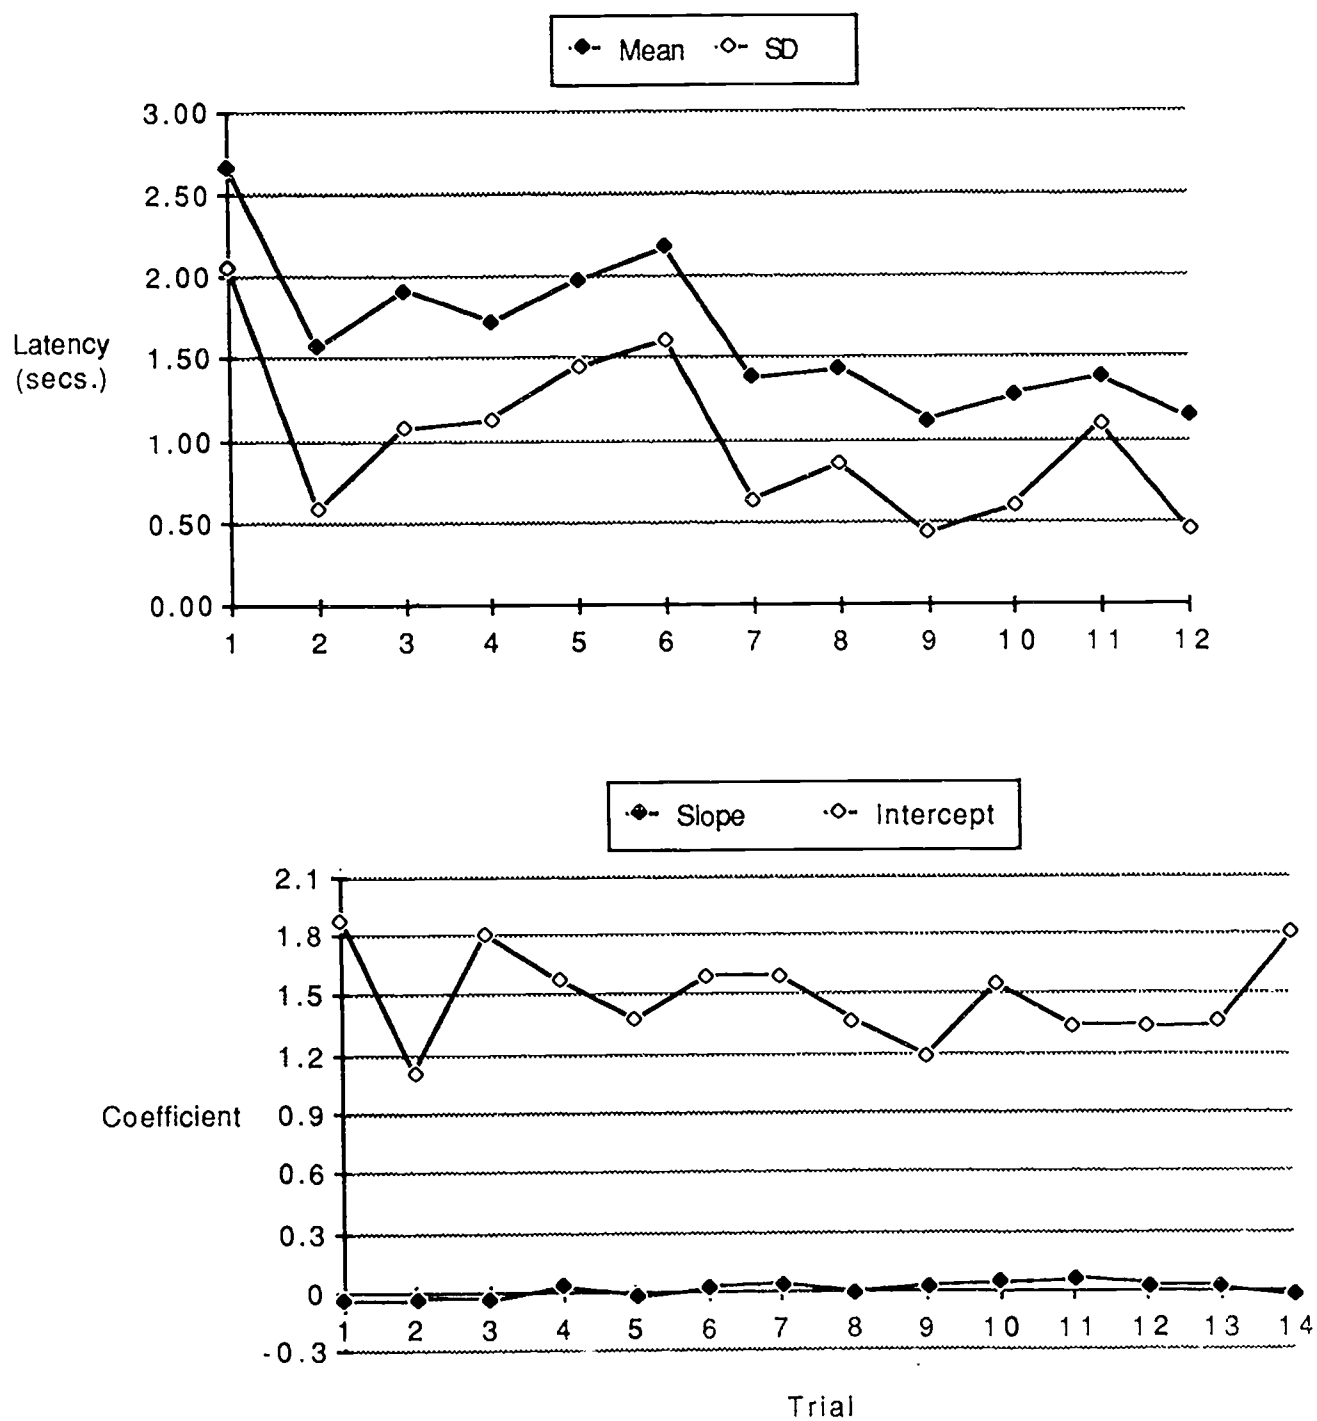 Mean SD
3.00
2.50
2.00
Latency
(secs.)
1.50
1.00
0.50
0.00
1 2 3 4 5 6 7 8 9 10 11 12
Slope Intercept
2.1
1.8
1.5
1.2
Coefficient
0.9
0.6
0.3
0
1 2 3 4 5 6 7 8 9 10 11 12 13 14
-0.3
Trial